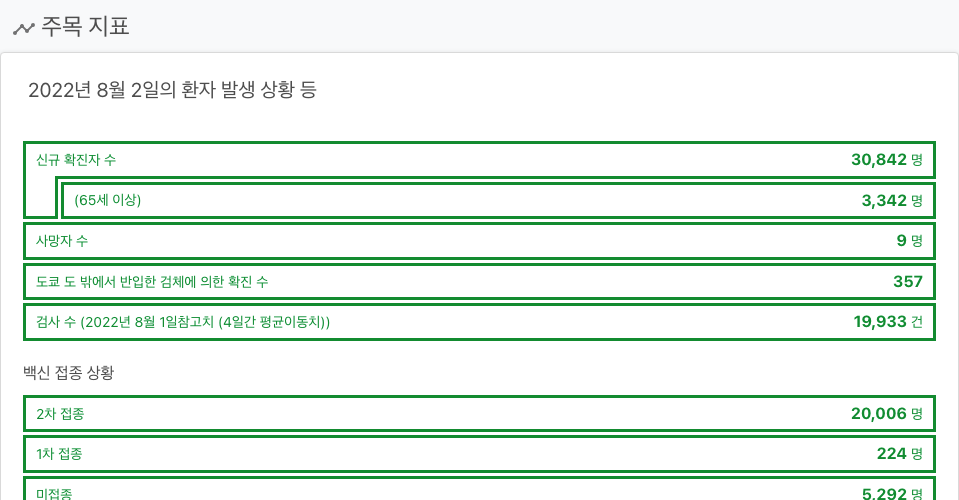 주목 지표
2022년 8월 2일의 환자 발생 상황 등
신규 확진자 수 30,842 명
(65세 이상) 3,342 명
사망자 수 9 명
도쿄 도 밖에서 반입한 검체에 의한 확진 수 357
검사 수 (2022년 8월 1일참고치 (4일간 평균이동치)) 19,933 건
백신 접종 상황
2차 접종 20,006 명
1차 접종 224 명
미접종 5,292 명